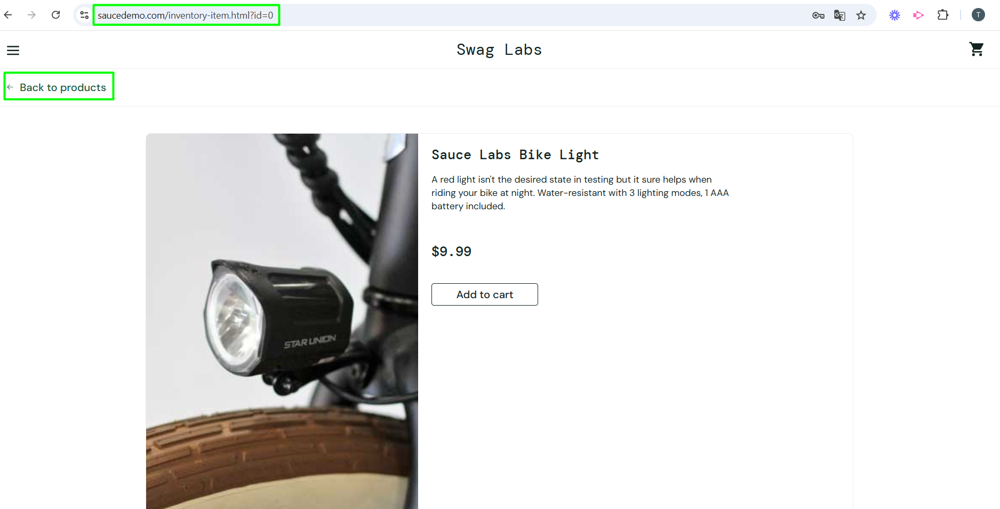 saucedemo.com/inventory-item.html?id=0
T
Swag Labs
Back to products
Sauce Labs Bike Light
A red light isn't the desired state in testing but it sure helps when
riding your bike at night. Water-resistant with 3 lighting modes, 1 AAA
battery included.
$9.99
Add to cart
STAR UNION